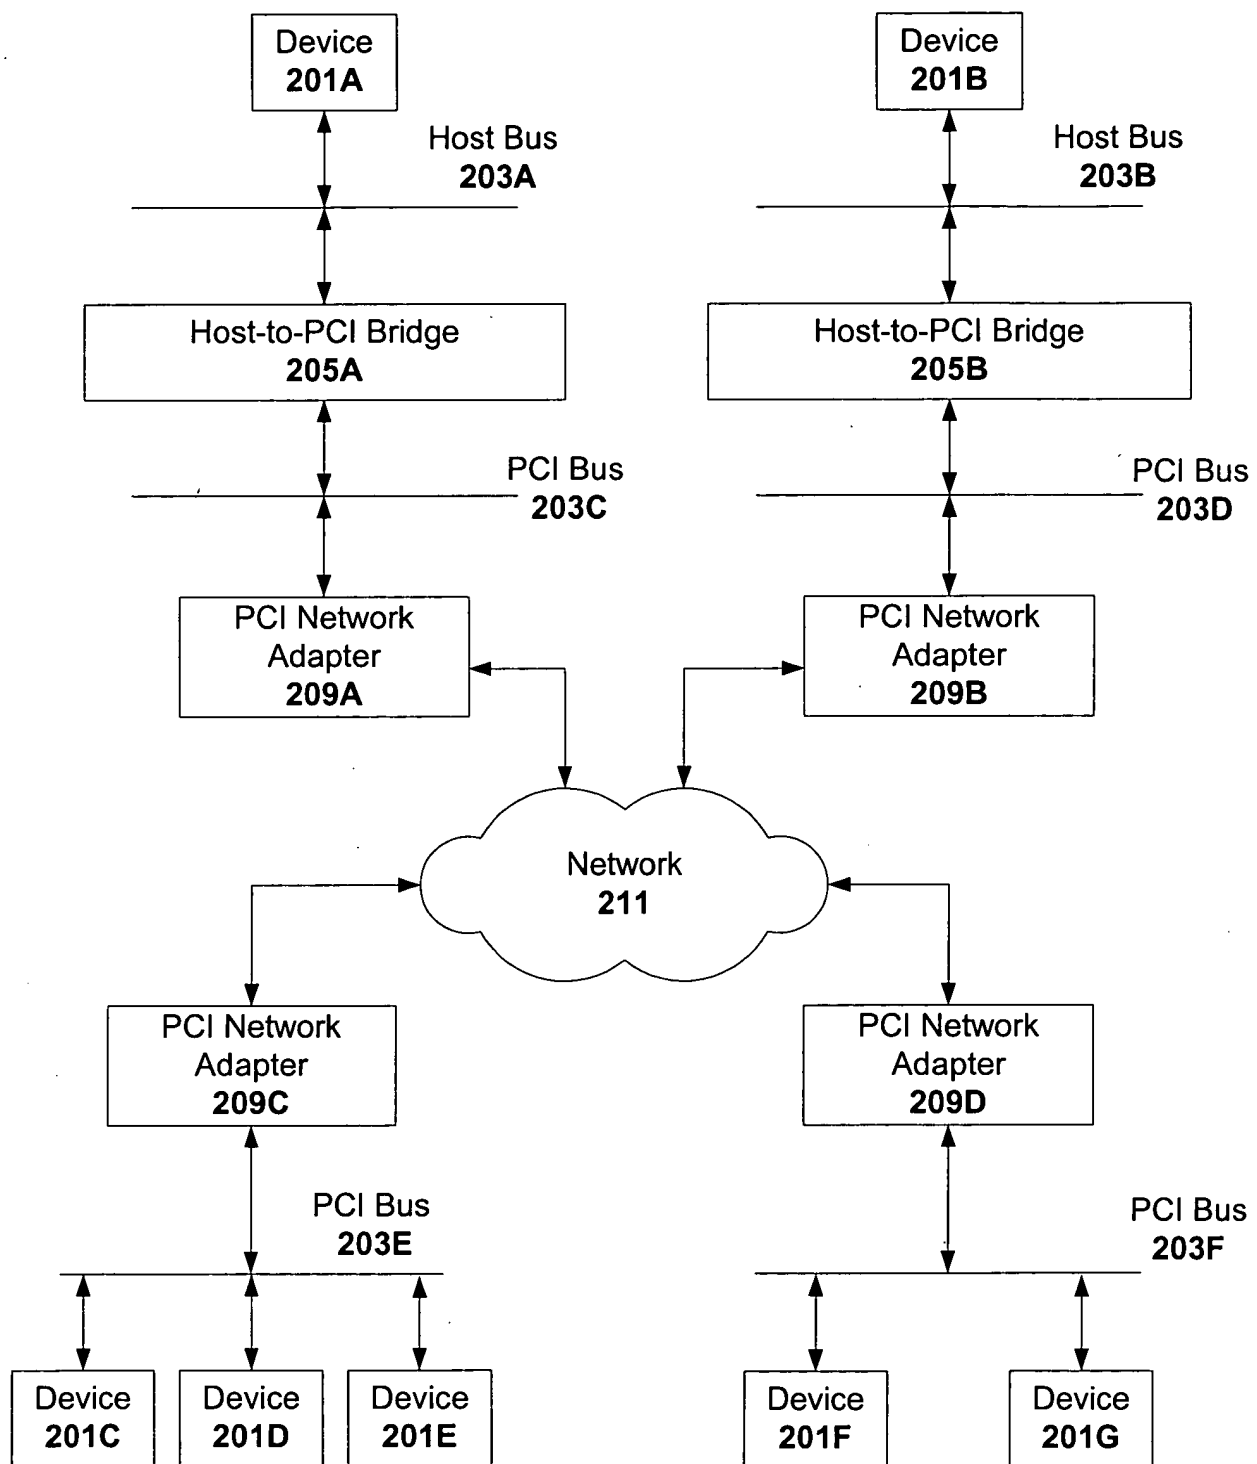 Device
201A
Device
201B
Host Bus
203A
Host Bus
203B
Host-to-PCI Bridge
205A
Host-to-PCI Bridge
205B
PCI Bus
203C
PCI Bus
203D
PCI Network
Adapter
209A
PCI Network
Adapter
209B
Network
211
PCI Network
Adapter
209C
PCI Network
Adapter
209D
PCI Bus
203E
PCI Bus
203F
Device
201C
Device
201D
Device
201E
Device
201F
Device
201G